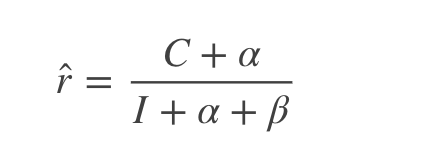 r̂ = (C + α) / (I + α + β)